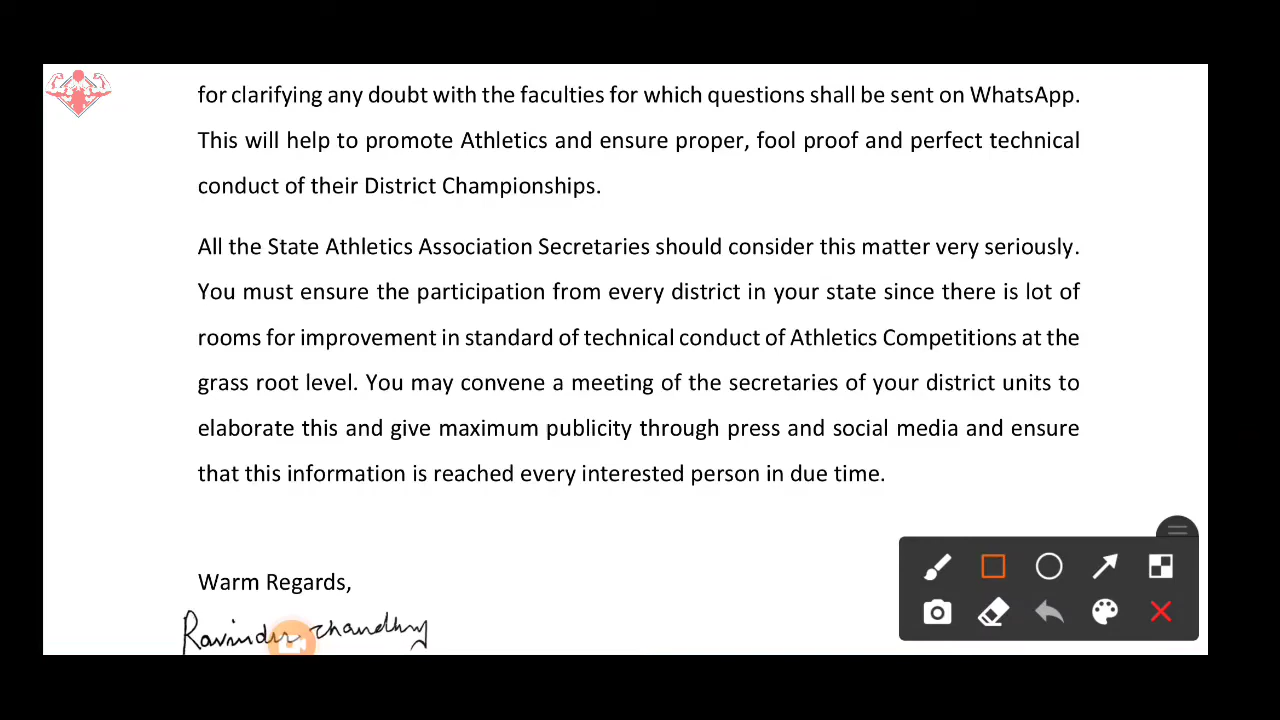 for clarifying any doubt with the faculties for which questions shall be sent on WhatsApp.
This will help to promote Athletics and ensure proper, fool proof and perfect technical
conduct of their District Championships.
All the State Athletics Association Secretaries should consider this matter very seriously.
You must ensure the participation from every district in your state since there is lot of
rooms for improvement in standard of technical conduct of Athletics Competitions at the
grass root level. You may convene a meeting of the secretaries of your district units to
elaborate this and give maximum publicity through press and social media and ensure
that this information is reached every interested person in due time.
Warm Regards,
Ravinder Chaudhry